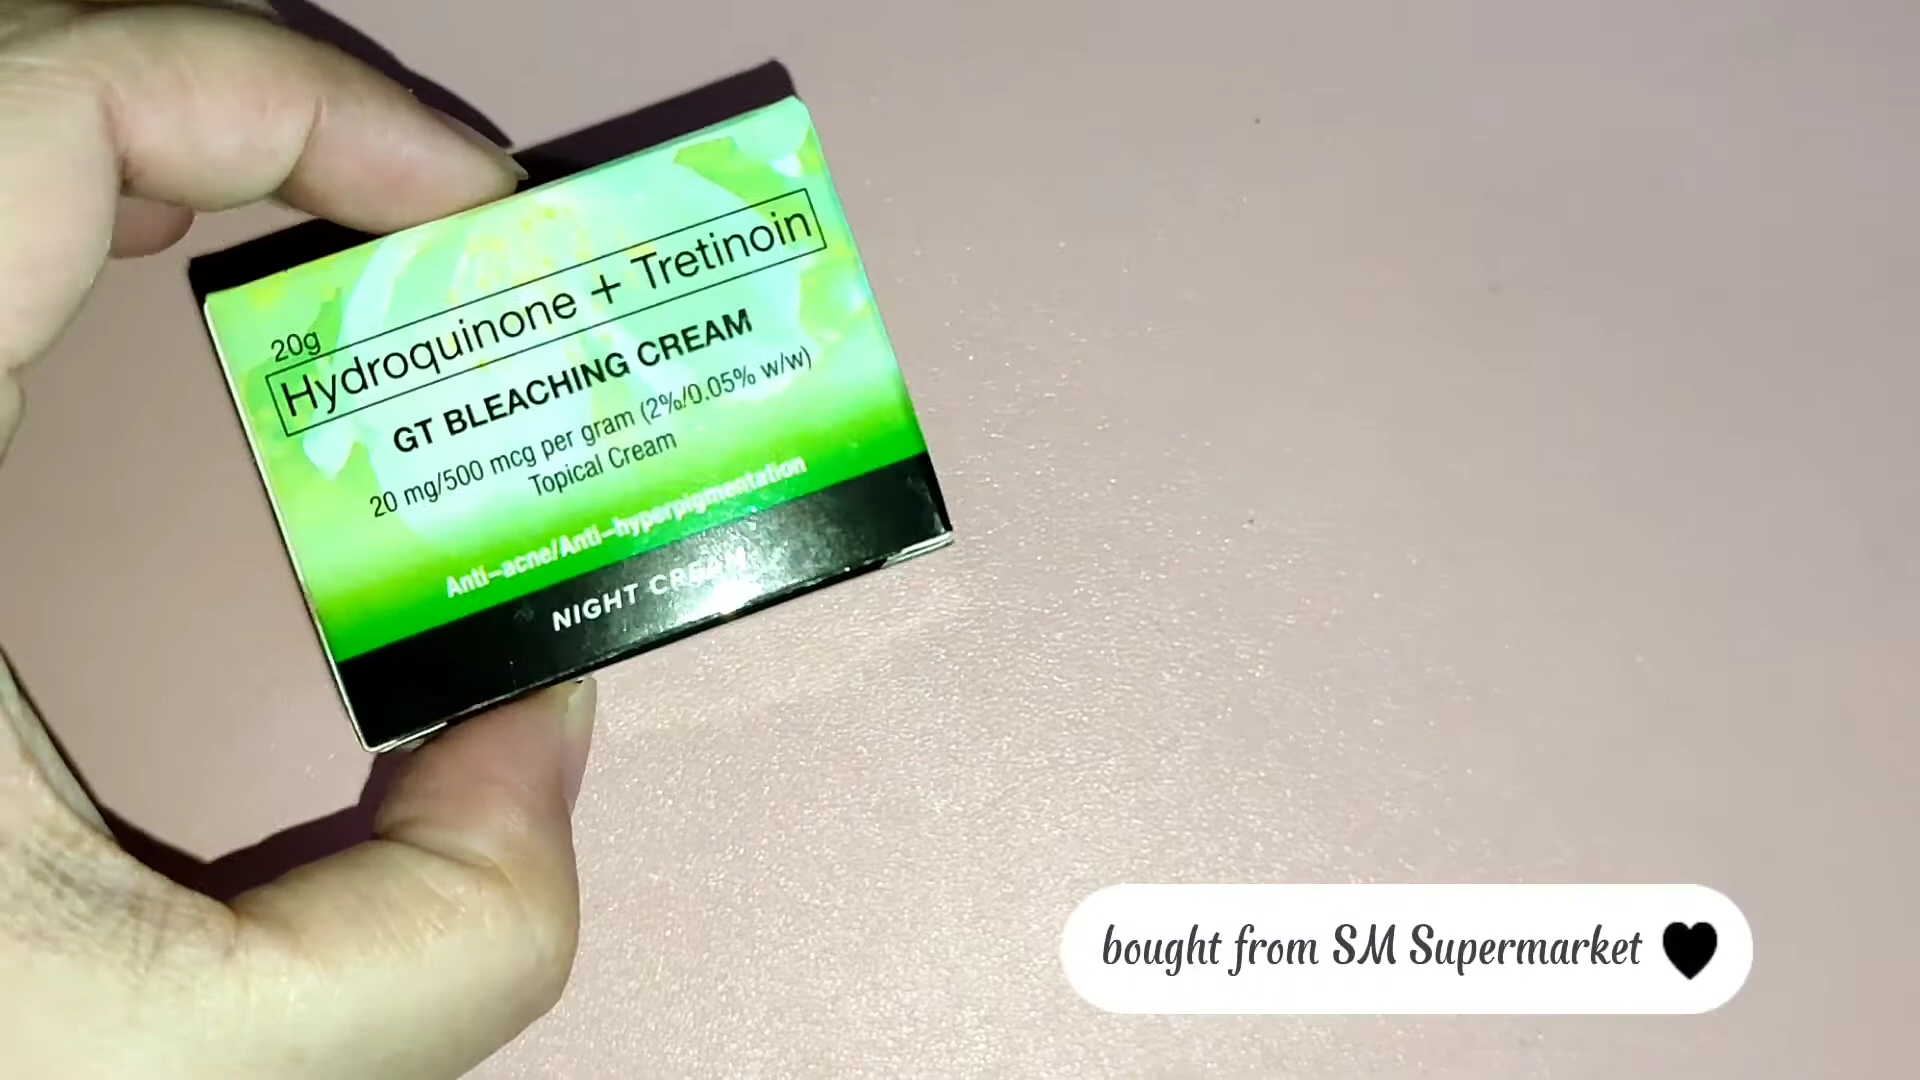 20g
Hydroquinone + Tretinoin
GT BLEACHING CREAM
20 mg/500 mcg per gram (2%/0.05% w/w)
Topical Cream
Anti-acne/Anti-hyperpigmentation
NIGHT CREAM
bought from SM Supermarket